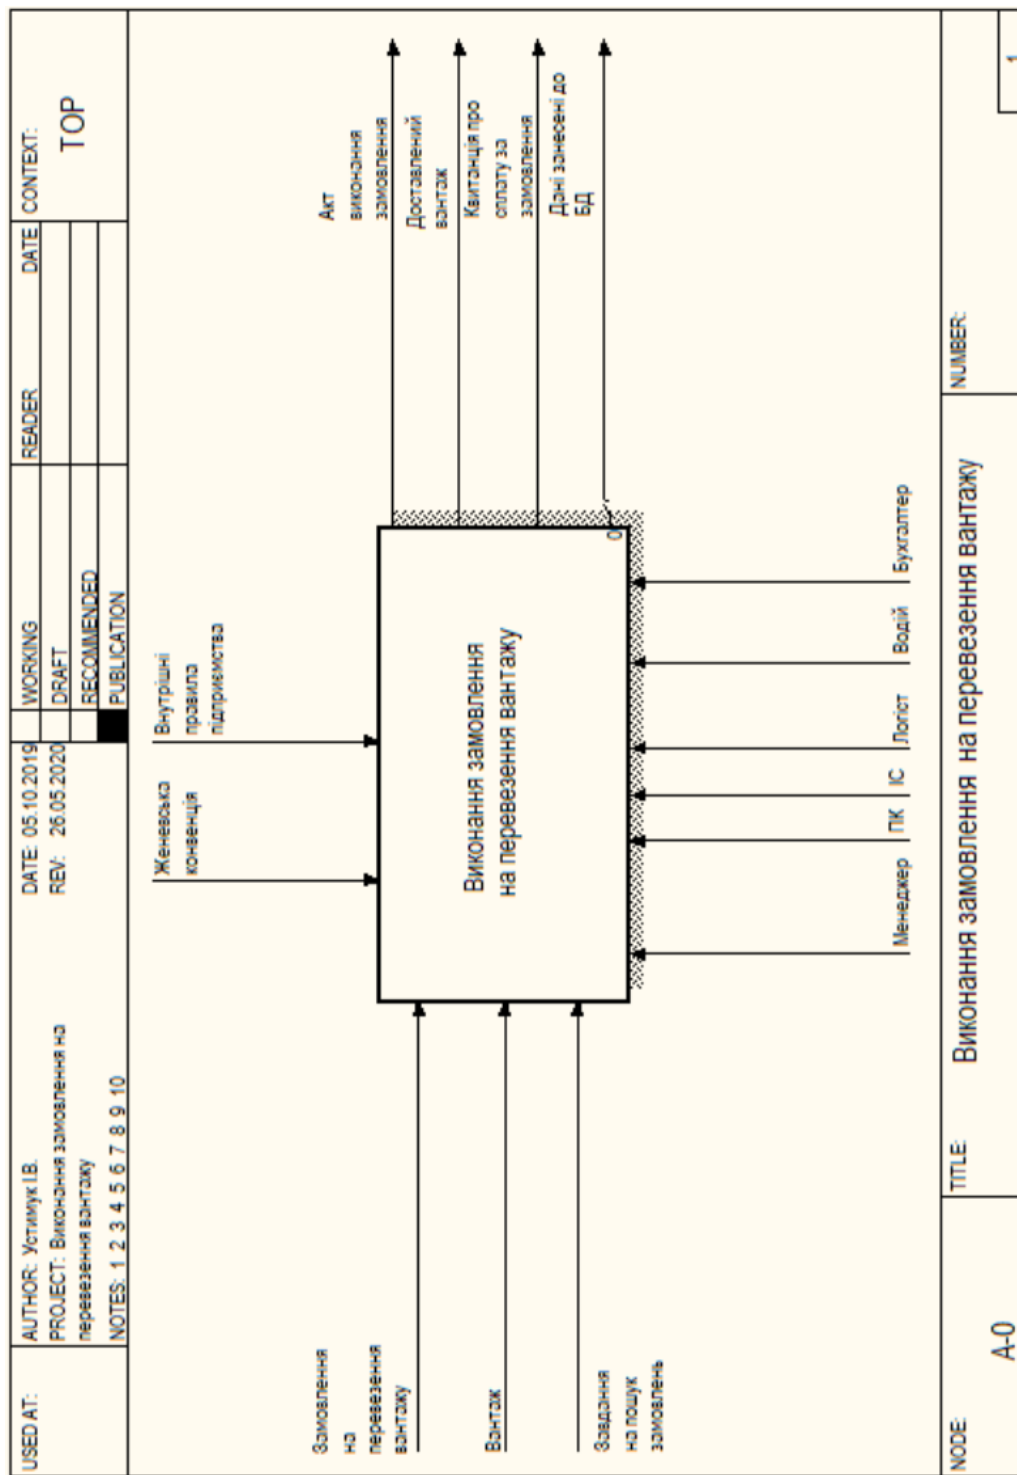 USED AT:
AUTHOR: Устимук І.В.
PROJECT: Виконання замовлення на
перевезення вантажу
NOTES: 1 2 3 4 5 6 7 8 9 10
DATE: 05.10.2019
REV: 26.05.2020
WORKING
DRAFT
RECOMMENDED
PUBLICATION
READER
DATE
CONTEXT:
TOP
Женевська
конвенція
Внутрішні
правила
підприємства
Замовлення
на
перевезення
вантажу
Вантаж
Завдання
на пошук
замовлень
Виконання замовлення
на перевезення вантажу
0
Акт
виконання
замовлення
Доставлений
вантаж
Квитанція про
оплату за
замовлення
Дані занесені до
БД
Менеджер
ПК
ІС
Логіст
Водій
Бухгалтер
NODE:
A-0
TITLE:
Виконання замовлення на перевезення вантажу
NUMBER:
1